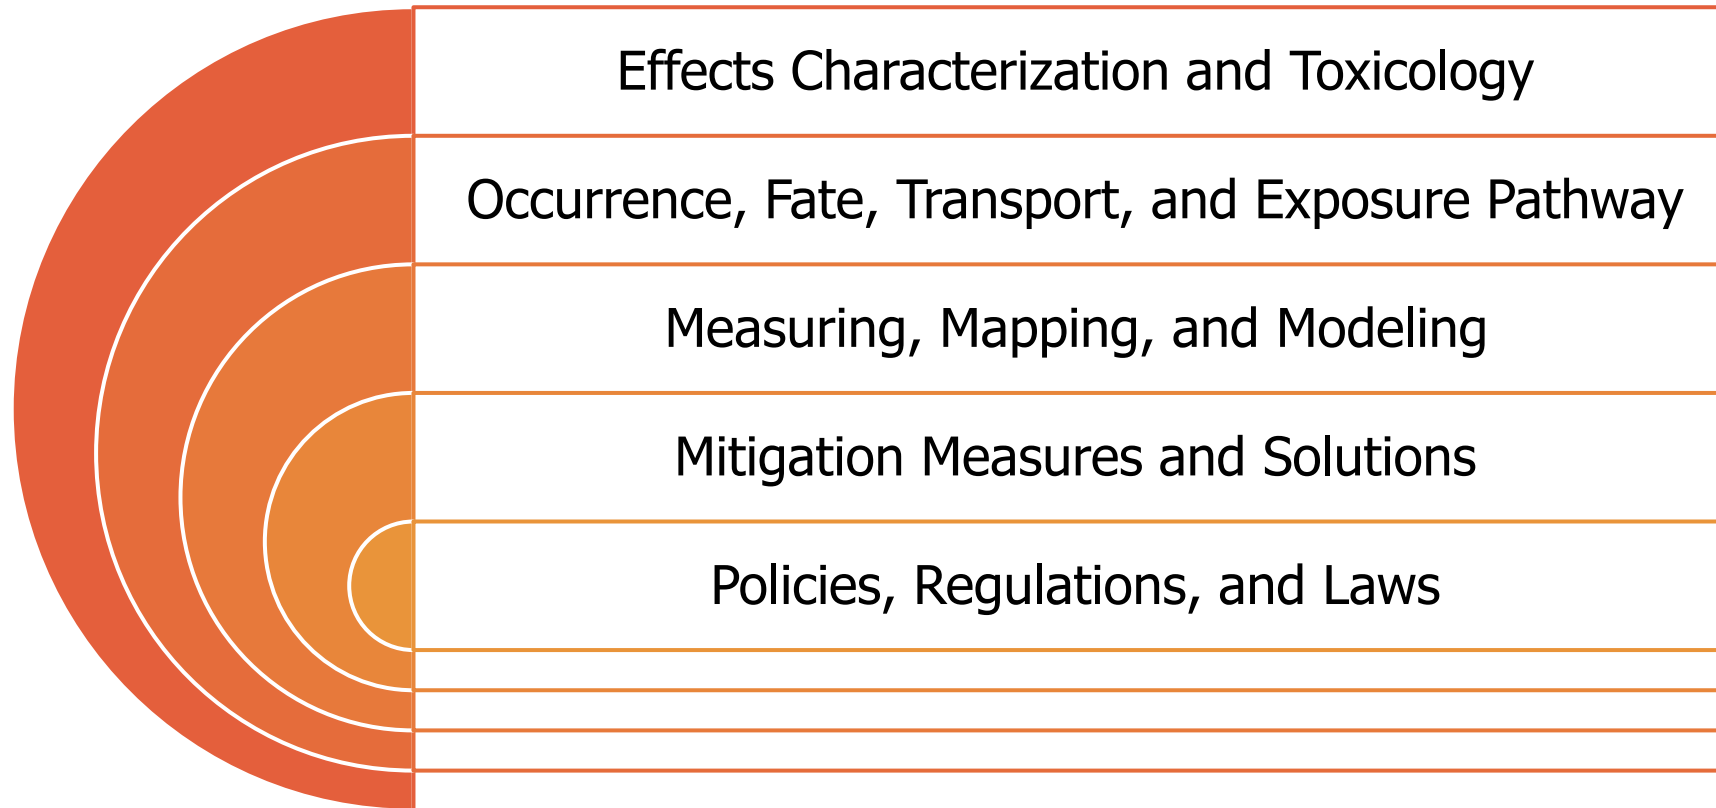 Effects Characterization and Toxicology
Occurrence, Fate, Transport, and Exposure Pathway
Measuring, Mapping, and Modeling
Mitigation Measures and Solutions
Policies, Regulations, and Laws